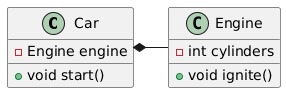 C Car
Engine engine
void start()
C Engine
int cylinders
void ignite()